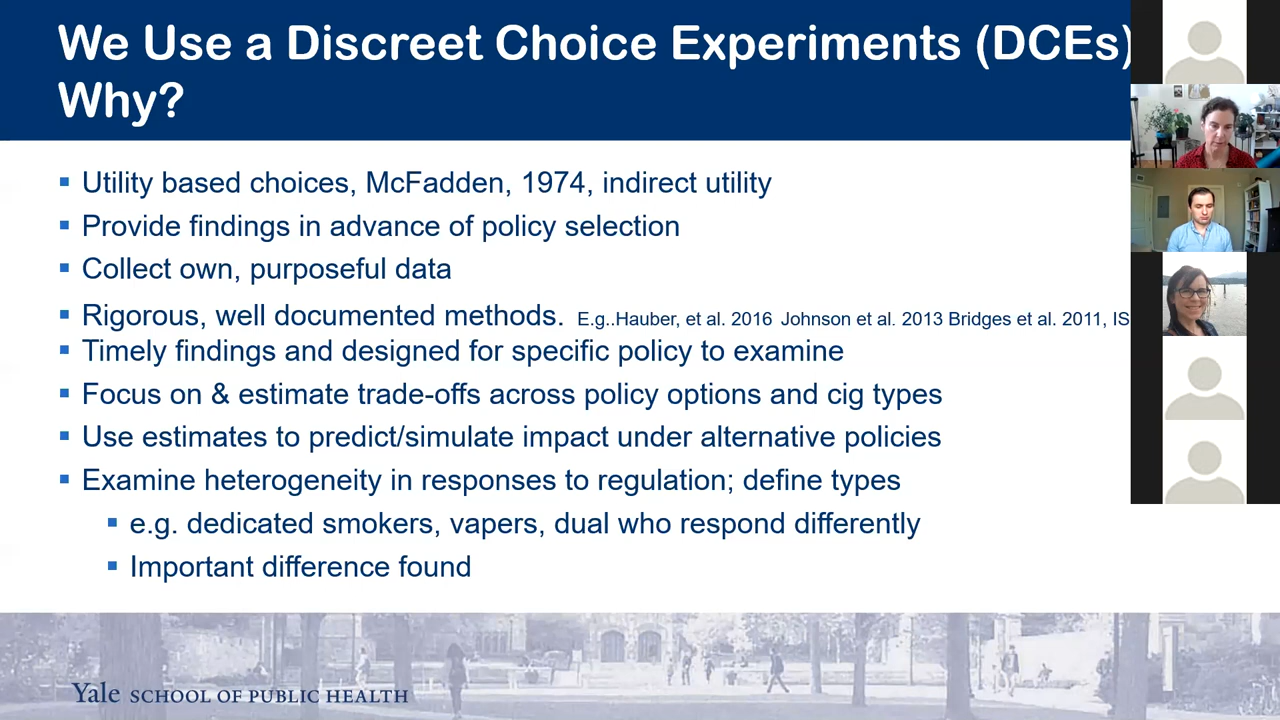 We Use a Discreet Choice Experiments (DCEs)
Why?
Utility based choices, McFadden, 1974, indirect utility
Provide findings in advance of policy selection
Collect own, purposeful data
Rigorous, well documented methods. E.g..Hauber, et al. 2016 Johnson et al. 2013 Bridges et al. 2011, IS
Timely findings and designed for specific policy to examine
Focus on & estimate trade-offs across policy options and cig types
Use estimates to predict/simulate impact under alternative policies
Examine heterogeneity in responses to regulation; define types
e.g. dedicated smokers, vapers, dual who respond differently
Important difference found
Yale SCHOOL OF PUBLIC HEALTH